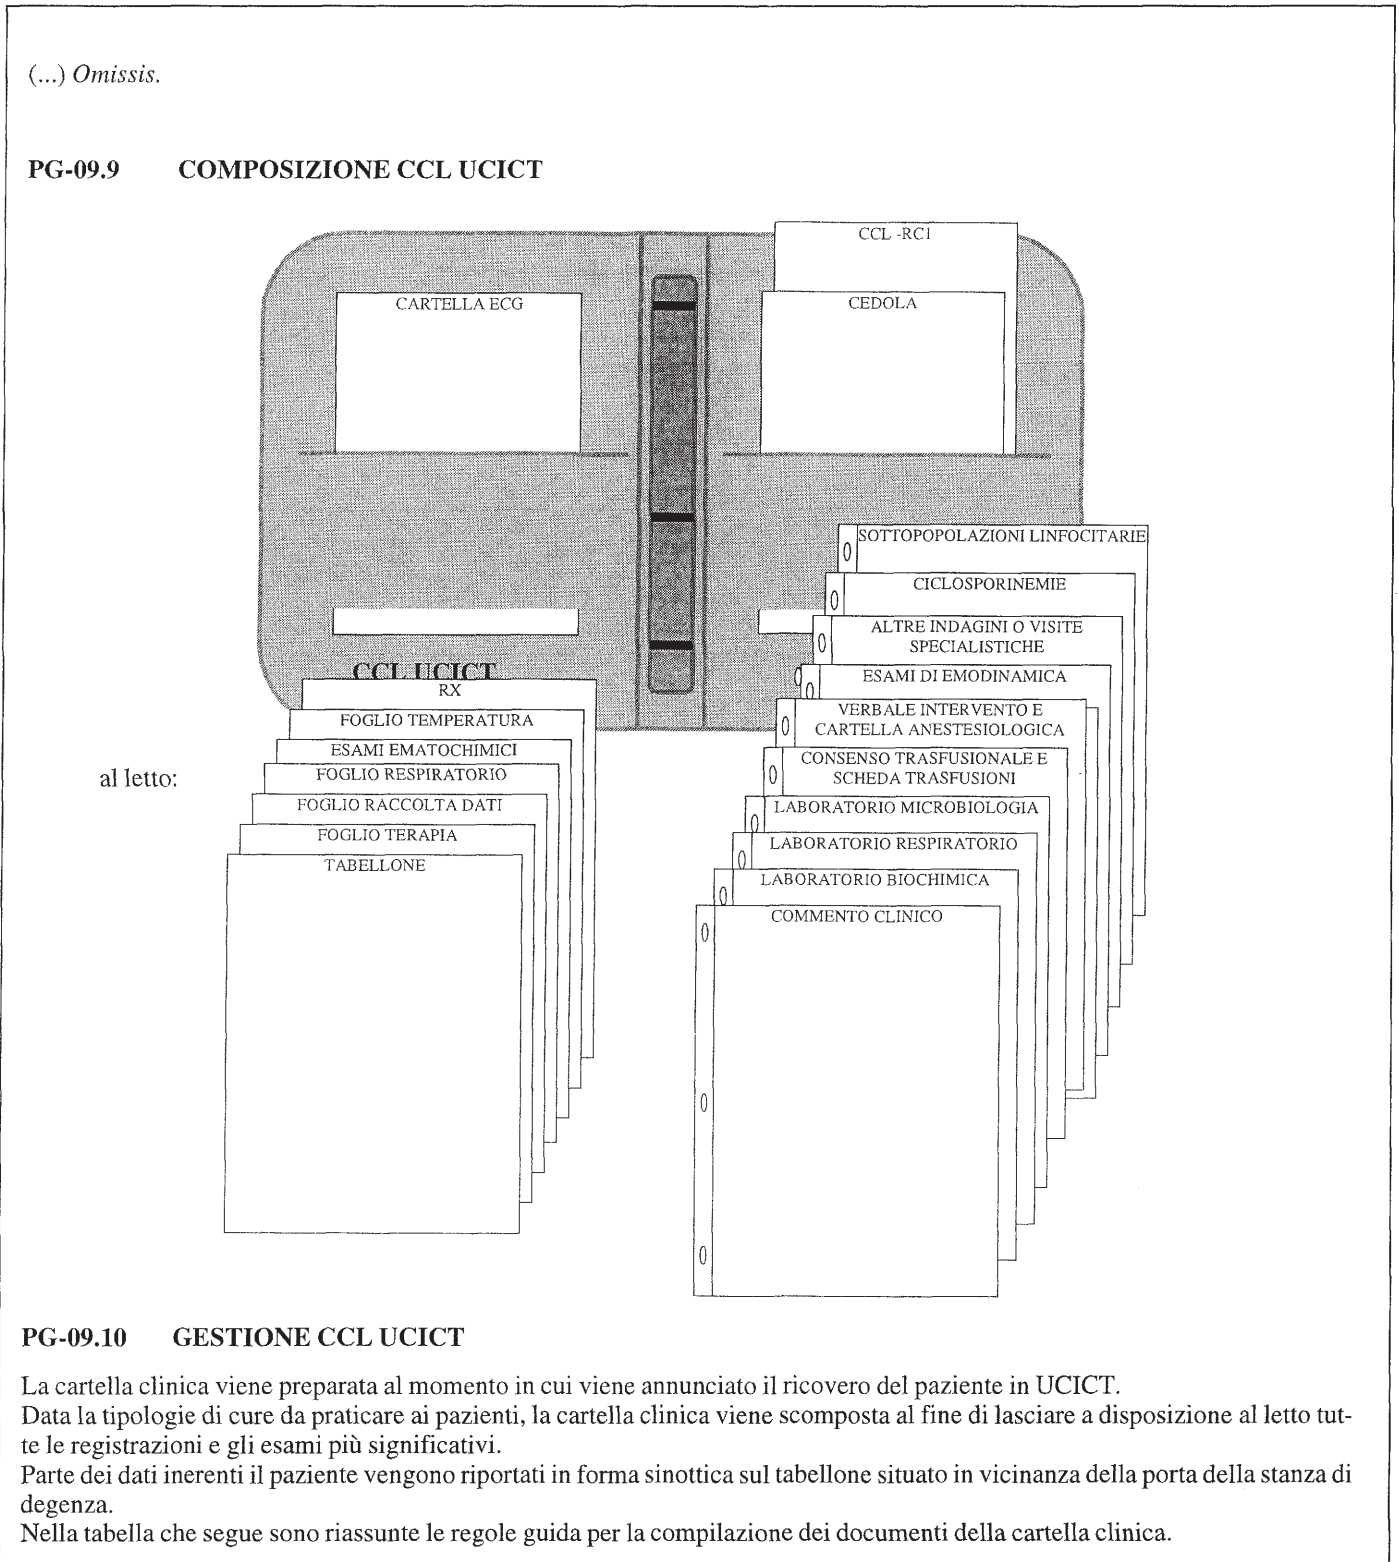 (...) Omissis.
PG-09.9 COMPOSIZIONE CCL UCICT
CCL -RC1
CARTELLA ECG
CEDOLA
SOTTOPOPOLAZIONI LINFOCITARIE
CICLOSPORINEMIE
ALTRE INDAGINI O VISITE
SPECIALISTICHE
ESAMI DI EMODINAMICA
VERBALE INTERVENTO E
CARTELLA ANESTESIOLOGICA
CONSENSO TRASFUSIONALE E
SCHEDA TRASFUSIONI
LABORATORIO MICROBIOLOGIA
LABORATORIO RESPIRATORIO
LABORATORIO BIOCHIMICA
COMMENTO CLINICO
CCL UCICT
al letto:
RX
FOGLIO TEMPERATURA
ESAMI EMATOCHIMICI
FOGLIO RESPIRATORIO
FOGLIO RACCOLTA DATI
FOGLIO TERAPIA
TABELLONE
PG-09.10 GESTIONE CCL UCICT
La cartella clinica viene preparata al momento in cui viene annunciato il ricovero del paziente in UCICT.
Data la tipologie di cure da praticare ai pazienti, la cartella clinica viene scomposta al fine di lasciare a disposizione al letto tut-
te le registrazioni e gli esami più significativi.
Parte dei dati inerenti il paziente vengono riportati in forma sinottica sul tabellone situato in vicinanza della porta della stanza di
degenza.
Nella tabella che segue sono riassunte le regole guida per la compilazione dei documenti della cartella clinica.